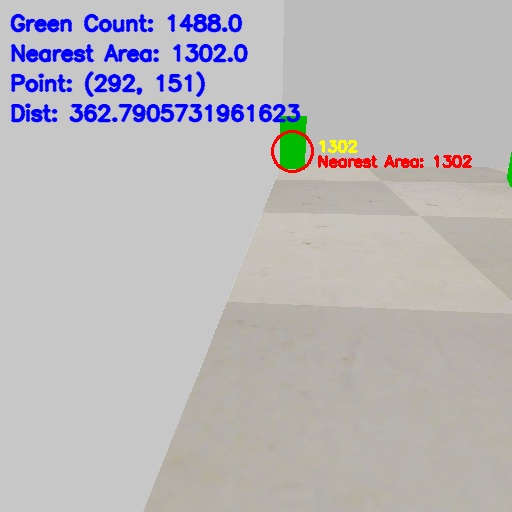 Green Count: 1488.0
Nearest Area: 1302.0
Point: (292, 151)
Dist: 362.7905731961623
1302
Nearest Area: 1302